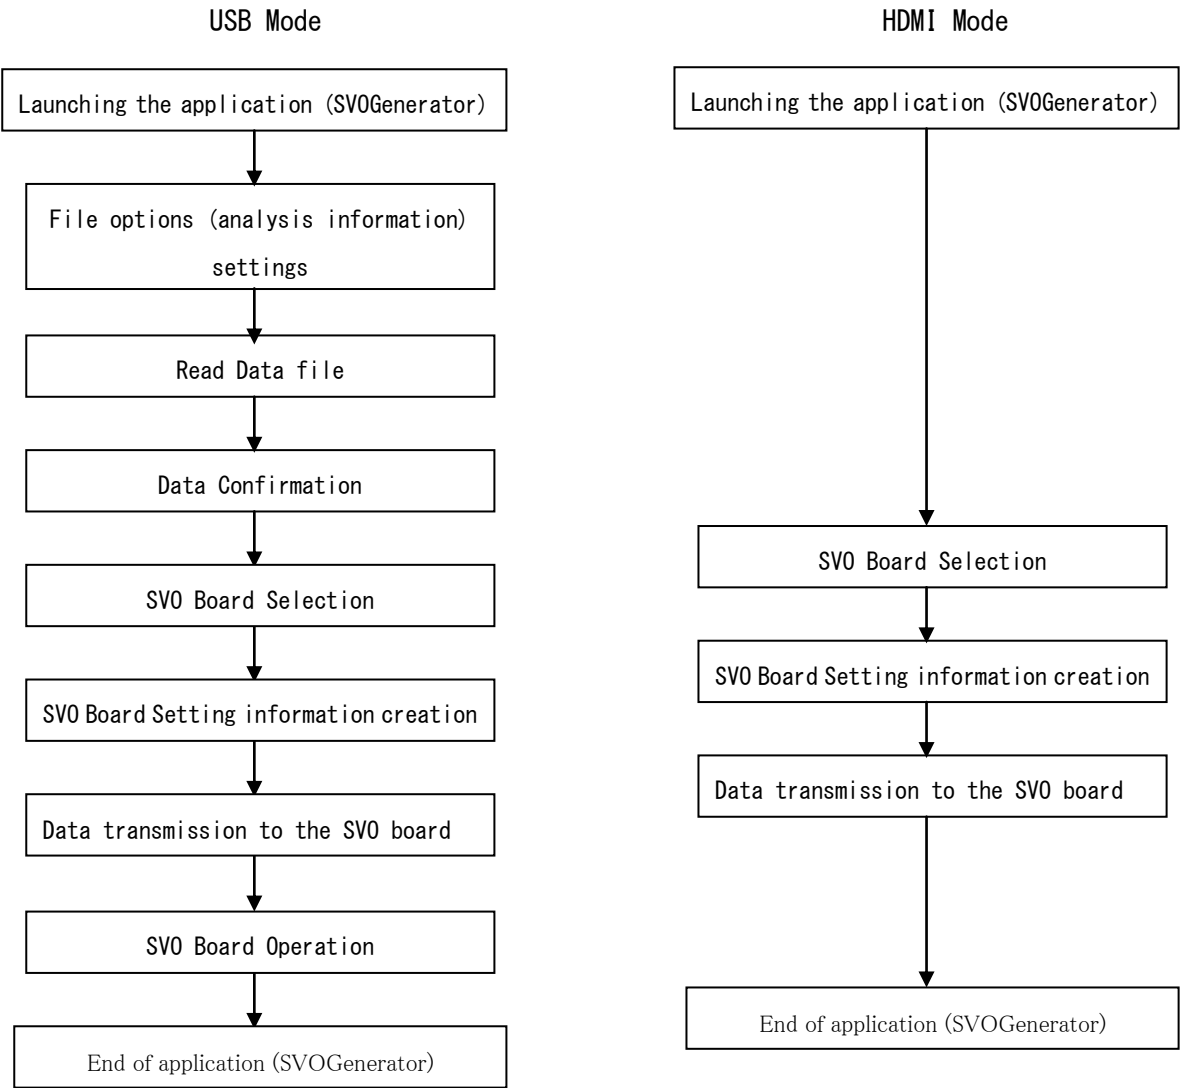 USB Mode
Launching the application (SVOGenerator)
File options (analysis information)
settings
Read Data file
Data Confirmation
SVO Board Selection
SVO Board Setting information creation
Data transmission to the SVO board
SVO Board Operation
End of application (SVOGenerator)
HDMI Mode
Launching the application (SVOGenerator)
SVO Board Selection
SVO Board Setting information creation
Data transmission to the SVO board
End of application (SVOGenerator)